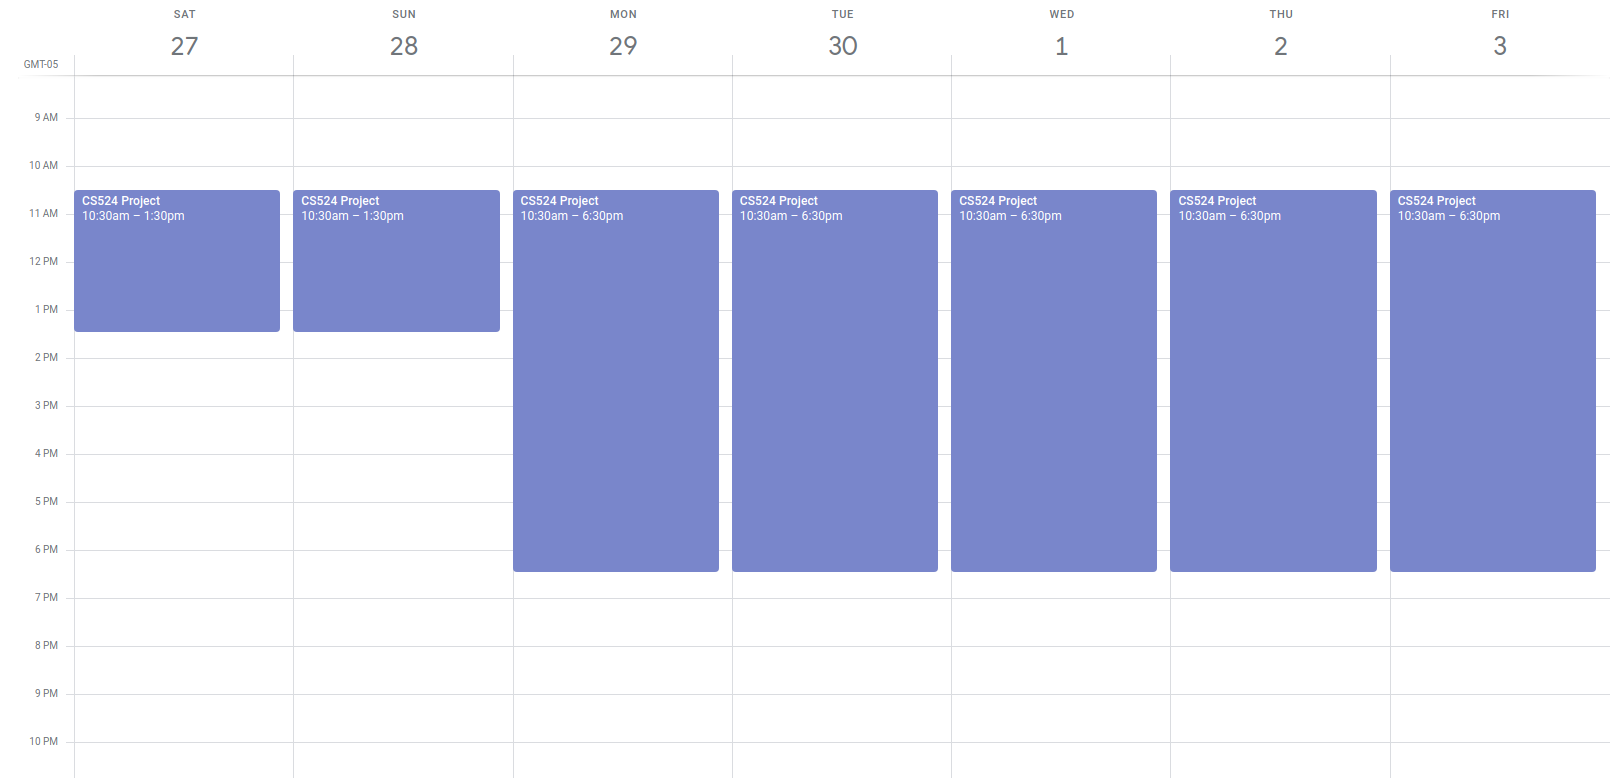 SAT SUN MON TUE WED THU FRI
27 28 29 30 1 2 3
GMT-05
9 AM
10 AM
CS524 Project CS524 Project CS524 Project CS524 Project CS524 Project CS524 Project CS524 Project
11 AM 10:30am – 1:30pm 10:30am – 1:30pm 10:30am – 6:30pm 10:30am – 6:30pm 10:30am – 6:30pm 10:30am – 6:30pm 10:30am – 6:30pm
12 PM
1 PM
2 PM
3 PM
4 PM
5 PM
6 PM
7 PM
8 PM
9 PM
10 PM